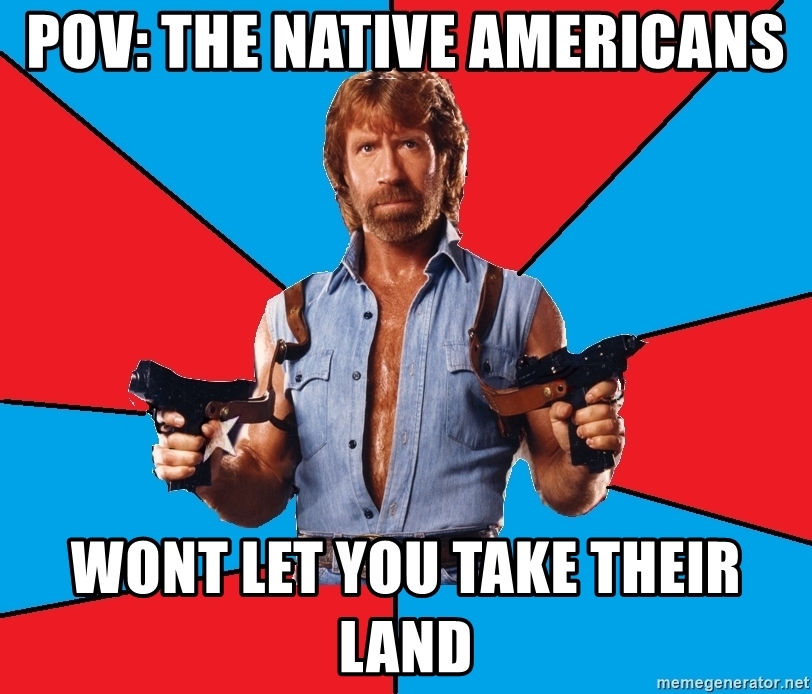 POV: THE NATIVE AMERICANS
WONT LET YOU TAKE THEIR
LAND
memegenerator.net